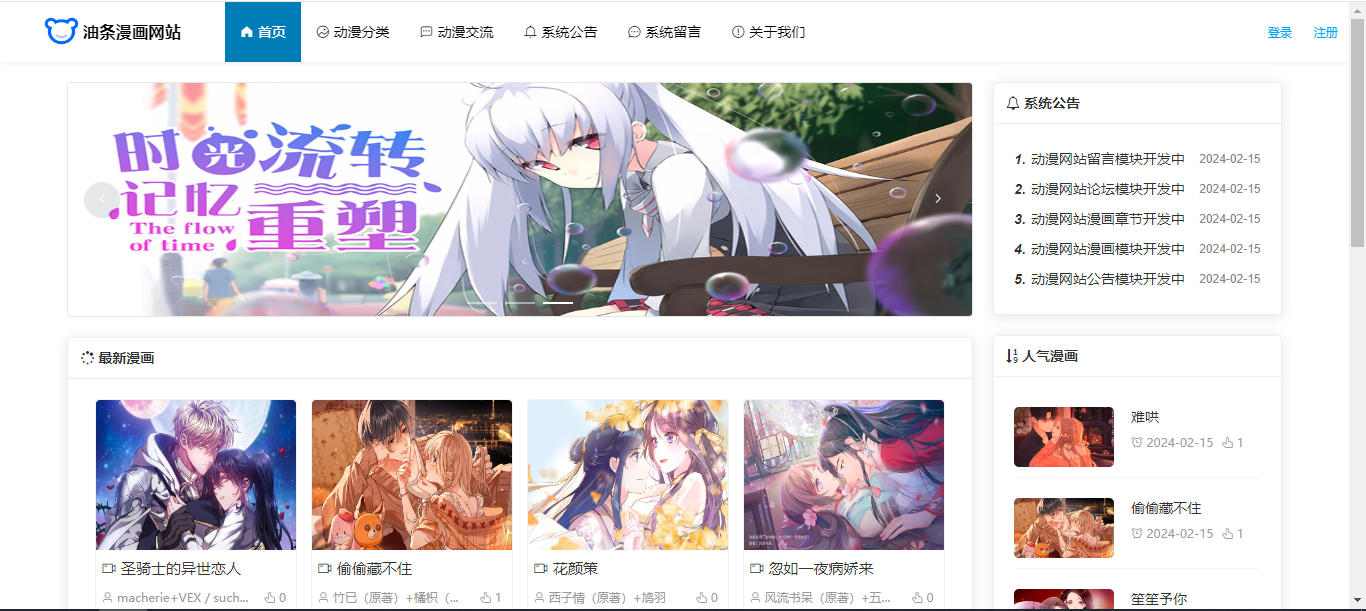 油条漫画网站
首页
动漫分类
动漫交流
系统公告
系统留言
关于我们
登录
注册
时光流转
记忆重塑
The flow
of time
系统公告
1. 动漫网站留言模块开发中 2024-02-15
2. 动漫网站论坛模块开发中 2024-02-15
3. 动漫网站漫画章节开发中 2024-02-15
4. 动漫网站漫画模块开发中 2024-02-15
5. 动漫网站公告模块开发中 2024-02-15
最新漫画
圣骑士的异世恋人
macherie+VEX / such... 0
偷偷藏不住
竹已（原著）+橘枳（... 1
花颜策
西子情（原著）+鸠羽 0
忽如一夜病娇来
风流书呆（原著）+五... 0
人气漫画
难哄
2024-02-15 1
偷偷藏不住
2024-02-15 1
笙笙予你